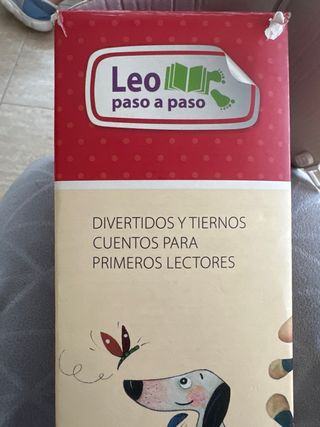 Leo
paso a paso
DIVERTIDOS Y TIERNOS
CUENTOS PARA
PRIMEROS LECTORES